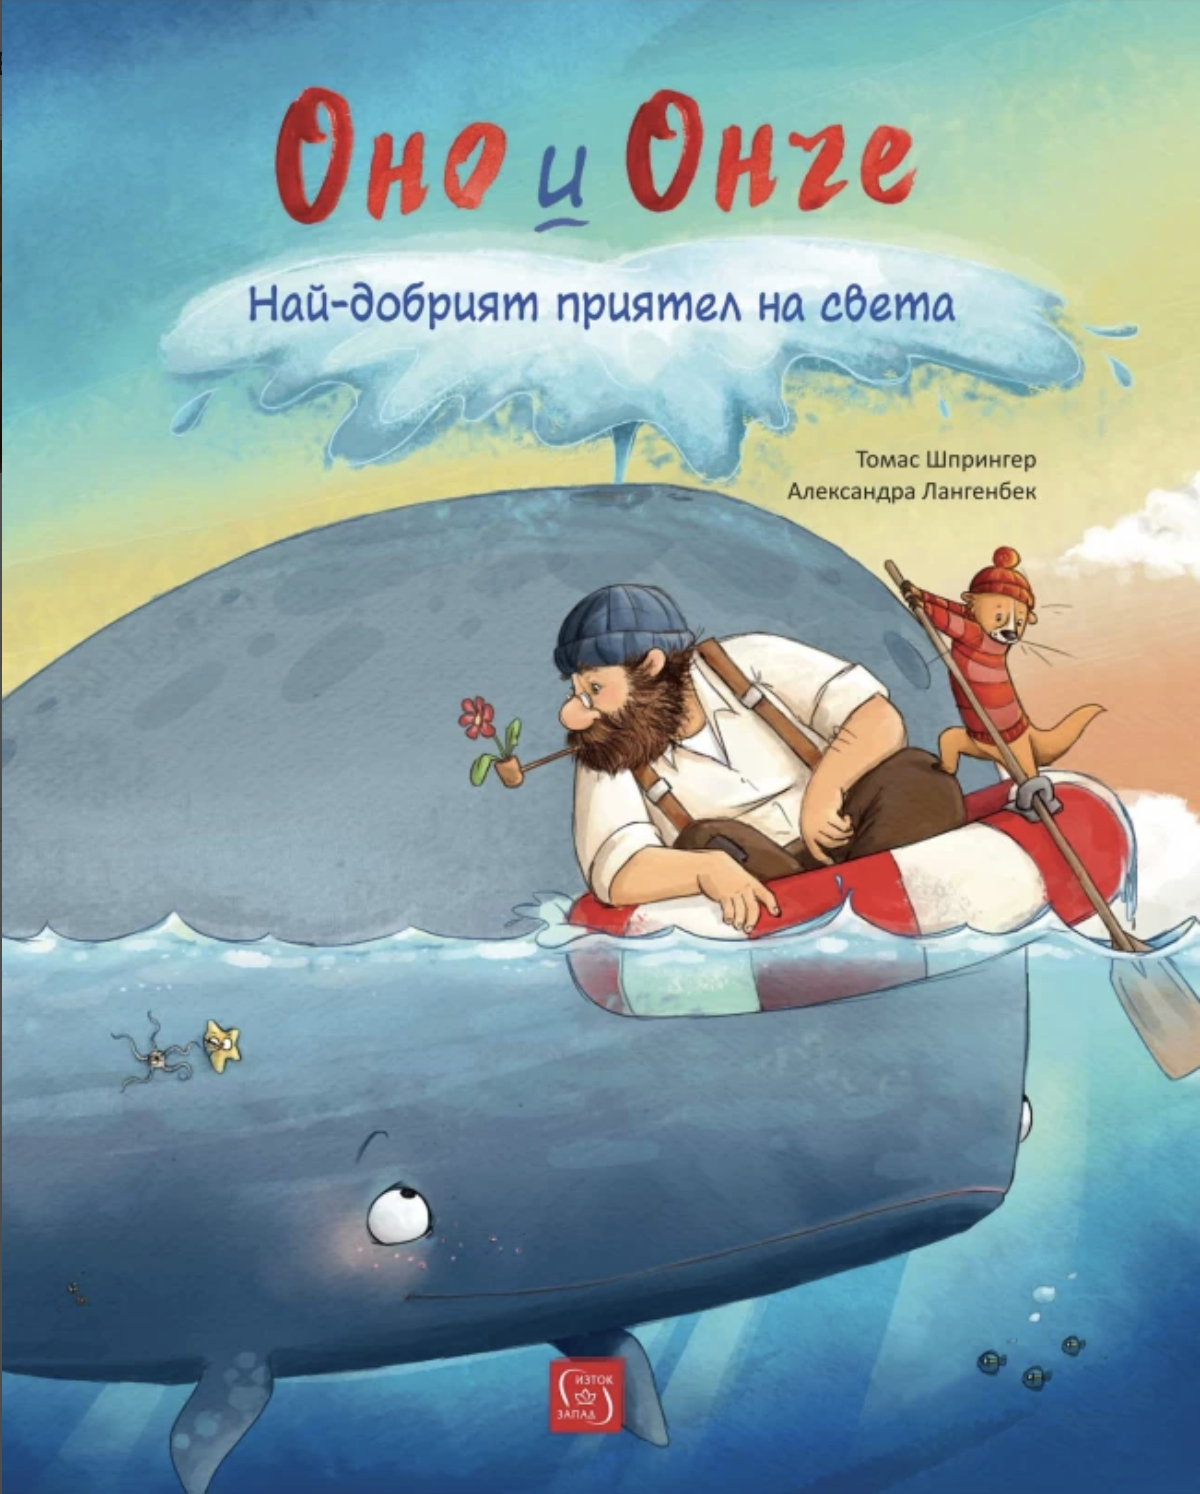 Оно и Онче
Най-добрият приятел на света
Томас Шпрингер
Александра Лангенбек
ИЗТОК
ЗАПАД